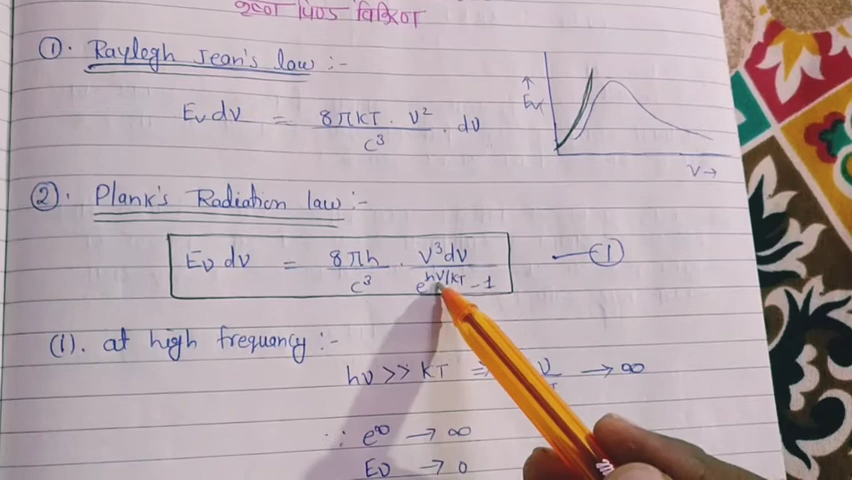 ① . Raylegh Jean's law :-
Eν dν = 8πKT . ν² / c³ . dν
↑ Eν
ν →
② . Plank's Radiation law :-
Eν dν = 8πh / c³ . ν³dν / e^hν/KT - 1 — ①
(1). at high frequancy :-
hν >> KT ⇒ ν → ∞
∵ e^∞ → ∞
Eν → 0